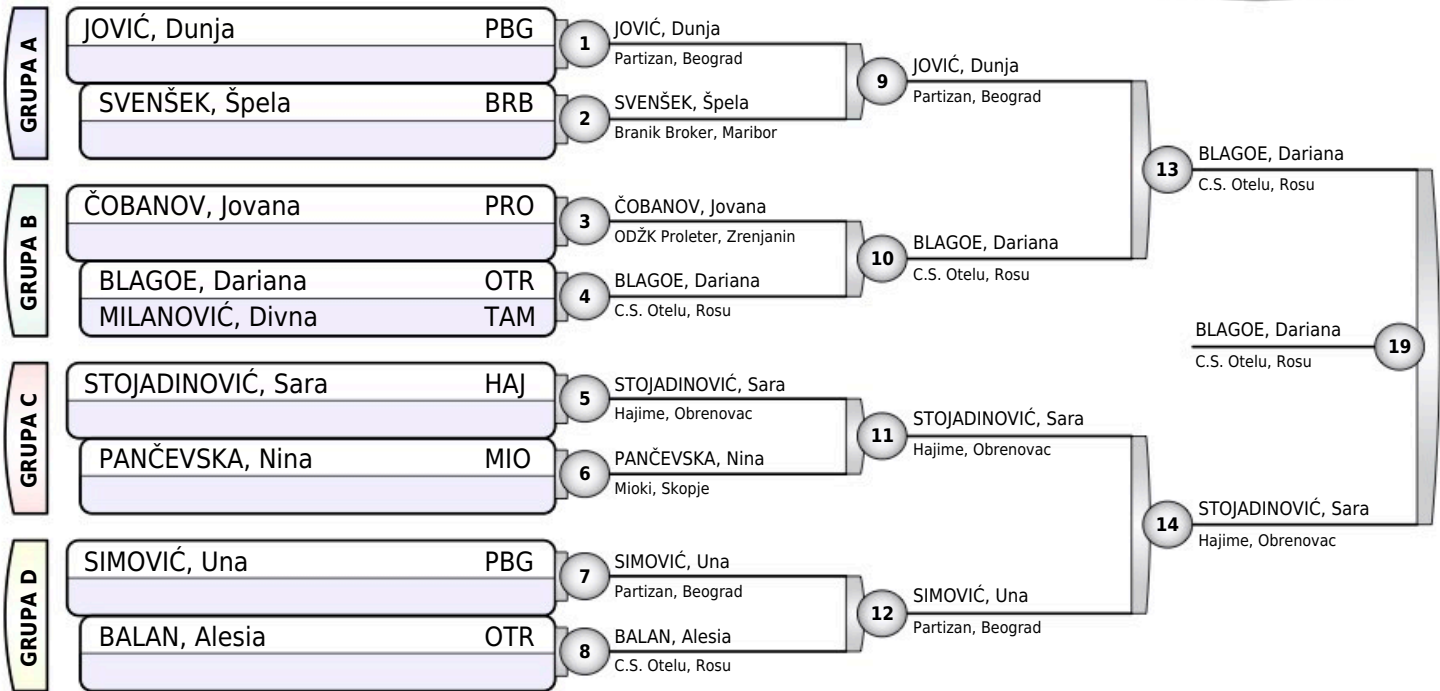 GRUPA A
JOVIĆ, Dunja PBG
SVENŠEK, Špela BRB
GRUPA B
ČOBANOV, Jovana PRO
BLAGOE, Dariana OTR
MILANOVIĆ, Divna TAM
GRUPA C
STOJADINOVIĆ, Sara HAJ
PANČEVSKA, Nina MIO
GRUPA D
SIMOVIĆ, Una PBG
BALAN, Alesia OTR
1
JOVIĆ, Dunja
Partizan, Beograd
2
SVENŠEK, Špela
Branik Broker, Maribor
3
ČOBANOV, Jovana
ODŽK Proleter, Zrenjanin
4
BLAGOE, Dariana
C.S. Otelu, Rosu
5
STOJADINOVIĆ, Sara
Hajime, Obrenovac
6
PANČEVSKA, Nina
Mioki, Skopje
7
SIMOVIĆ, Una
Partizan, Beograd
8
BALAN, Alesia
C.S. Otelu, Rosu
9
JOVIĆ, Dunja
Partizan, Beograd
10
BLAGOE, Dariana
C.S. Otelu, Rosu
11
STOJADINOVIĆ, Sara
Hajime, Obrenovac
12
SIMOVIĆ, Una
Partizan, Beograd
13
BLAGOE, Dariana
C.S. Otelu, Rosu
14
STOJADINOVIĆ, Sara
Hajime, Obrenovac
BLAGOE, Dariana
C.S. Otelu, Rosu
19